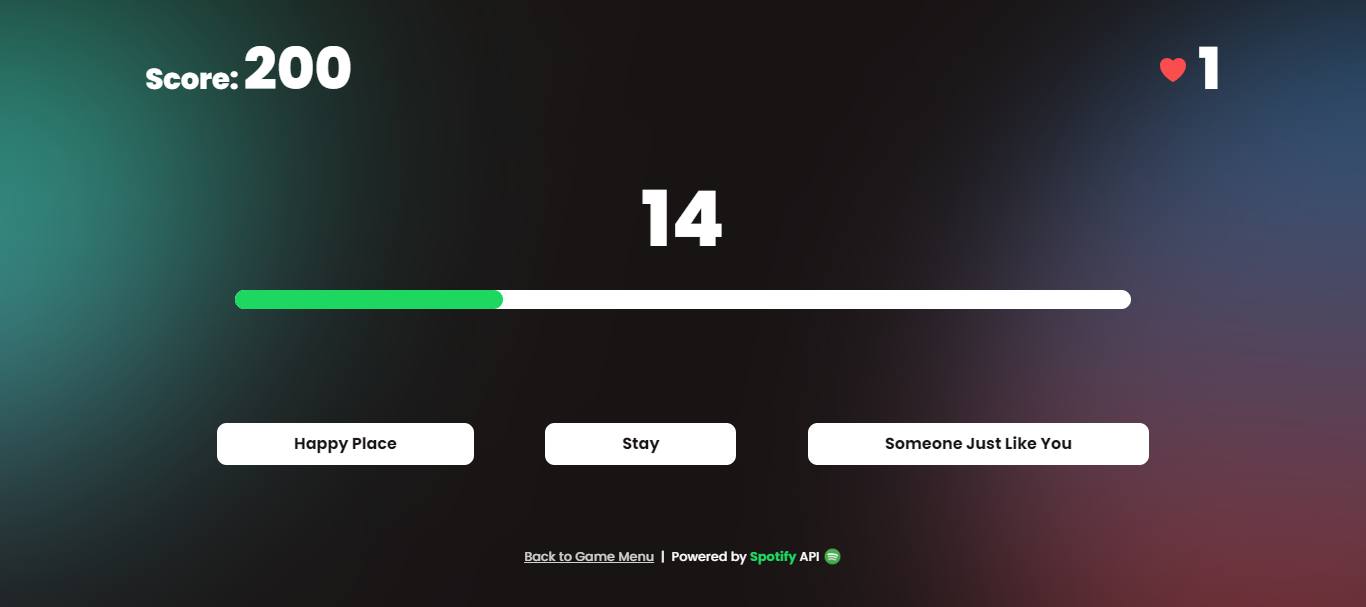 Score: 200
1
14
Happy Place
Stay
Someone Just Like You
Back to Game Menu | Powered by Spotify API